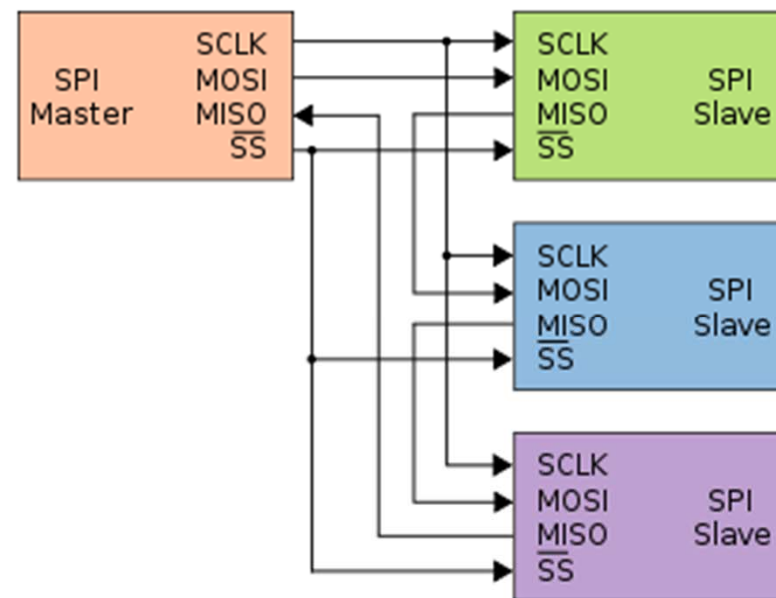 SPI
Master
SCLK
MOSI
MISO
SS
SCLK
MOSI
MISO
SS
SPI
Slave
SCLK
MOSI
MISO
SS
SPI
Slave
SCLK
MOSI
MISO
SS
SPI
Slave